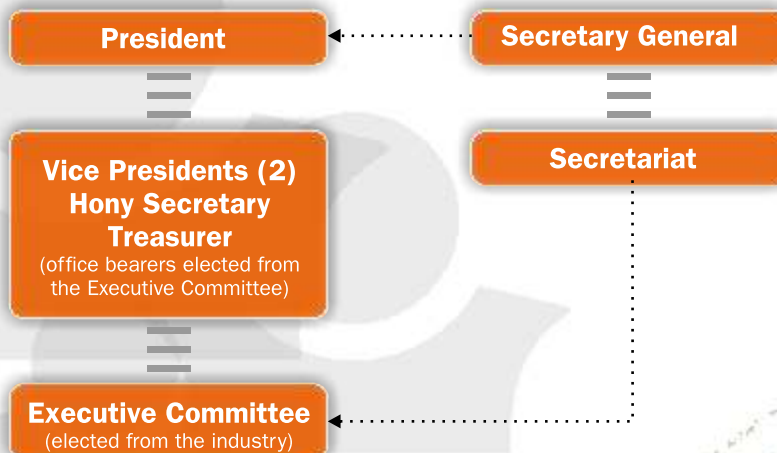 President
Secretary General
Vice Presidents (2)
Hony Secretary
Treasurer
(office bearers elected from
the Executive Committee)
Secretariat
Executive Committee
(elected from the industry)